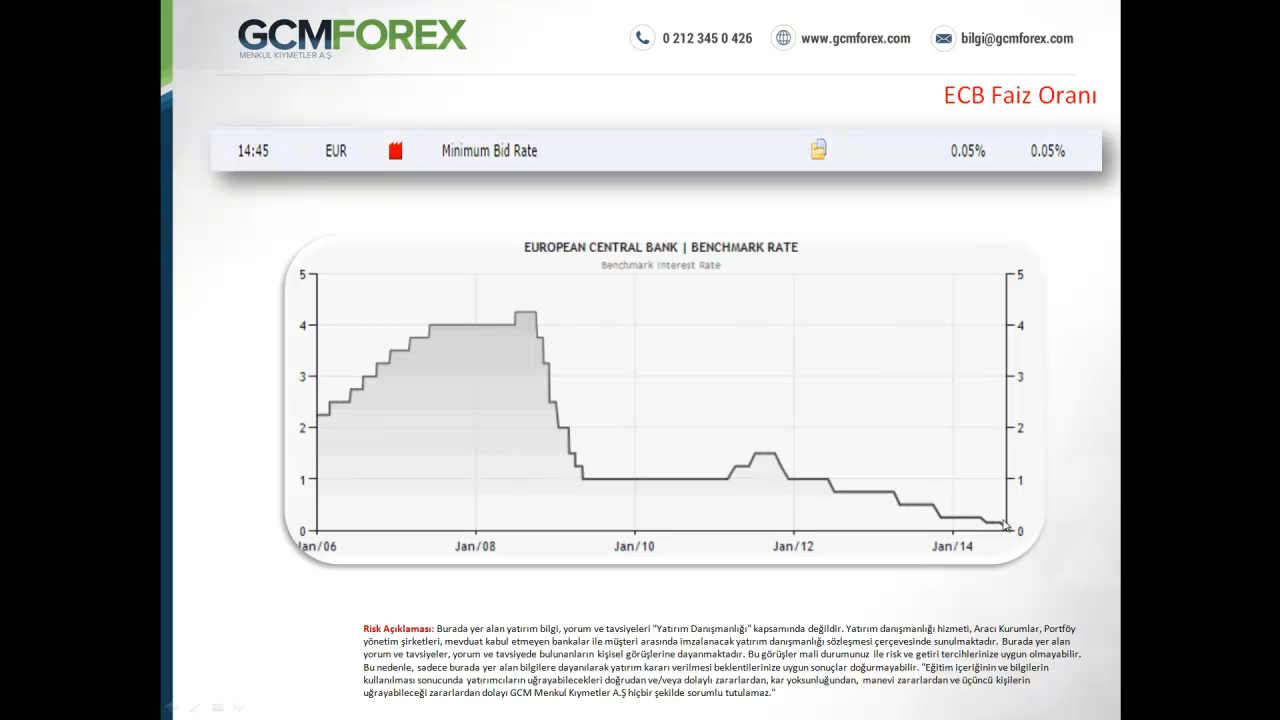 GCMFOREX
MENKUL KIYMETLER A.Ş
0 212 345 0 426
www.gcmforex.com
bilgi@gcmforex.com
ECB Faiz Oranı
14:45 EUR Minimum Bid Rate 0.05% 0.05%
EUROPEAN CENTRAL BANK | BENCHMARK RATE
Benchmark Interest Rate
5 5
4 4
3 3
2 2
1 1
0 0
Jan/06 Jan/08 Jan/10 Jan/12 Jan/14
Risk Açıklaması: Burada yer alan yatırım bilgi, yorum ve tavsiyeleri "Yatırım Danışmanlığı" kapsamında değildir. Yatırım danışmanlığı hizmeti, Aracı Kurumlar, Portföy
yönetim şirketleri, mevduat kabul etmeyen bankalar ile müşteri arasında imzalanacak yatırım danışmanlığı sözleşmesi çerçevesinde sunulmaktadır. Burada yer alan
yorum ve tavsiyeler, yorum ve tavsiyede bulunanların kişisel görüşlerine dayanmaktadır. Bu görüşler mali durumunuz ile risk ve getiri tercihlerinize uygun olmayabilir.
Bu nedenle, sadece burada yer alan bilgilere dayanılarak yatırım kararı verilmesi beklentilerinize uygun sonuçlar doğurmayabilir. "Eğitim içeriğinin ve bilgilerin
kullanılması sonucunda yatırımcıların uğrayabilecekleri doğrudan ve/veya dolaylı zararlardan, kar yoksunluğundan, manevi zararlardan ve üçüncü kişilerin
uğrayabileceği zararlardan dolayı GCM Menkul Kıymetler A.Ş hiçbir şekilde sorumlu tutulamaz."